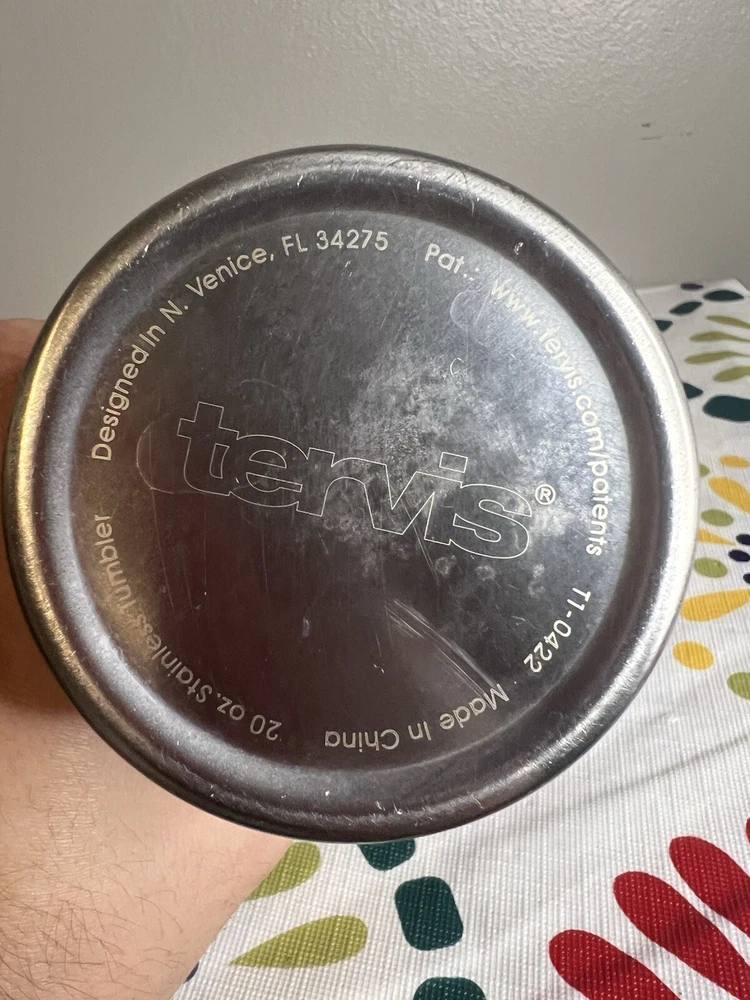 Designed In N. Venice, FL 34275
Pat.: www.tervis.com/patents
T1-0422
Made In China
20 oz. Stainless Tumbler
tervis®